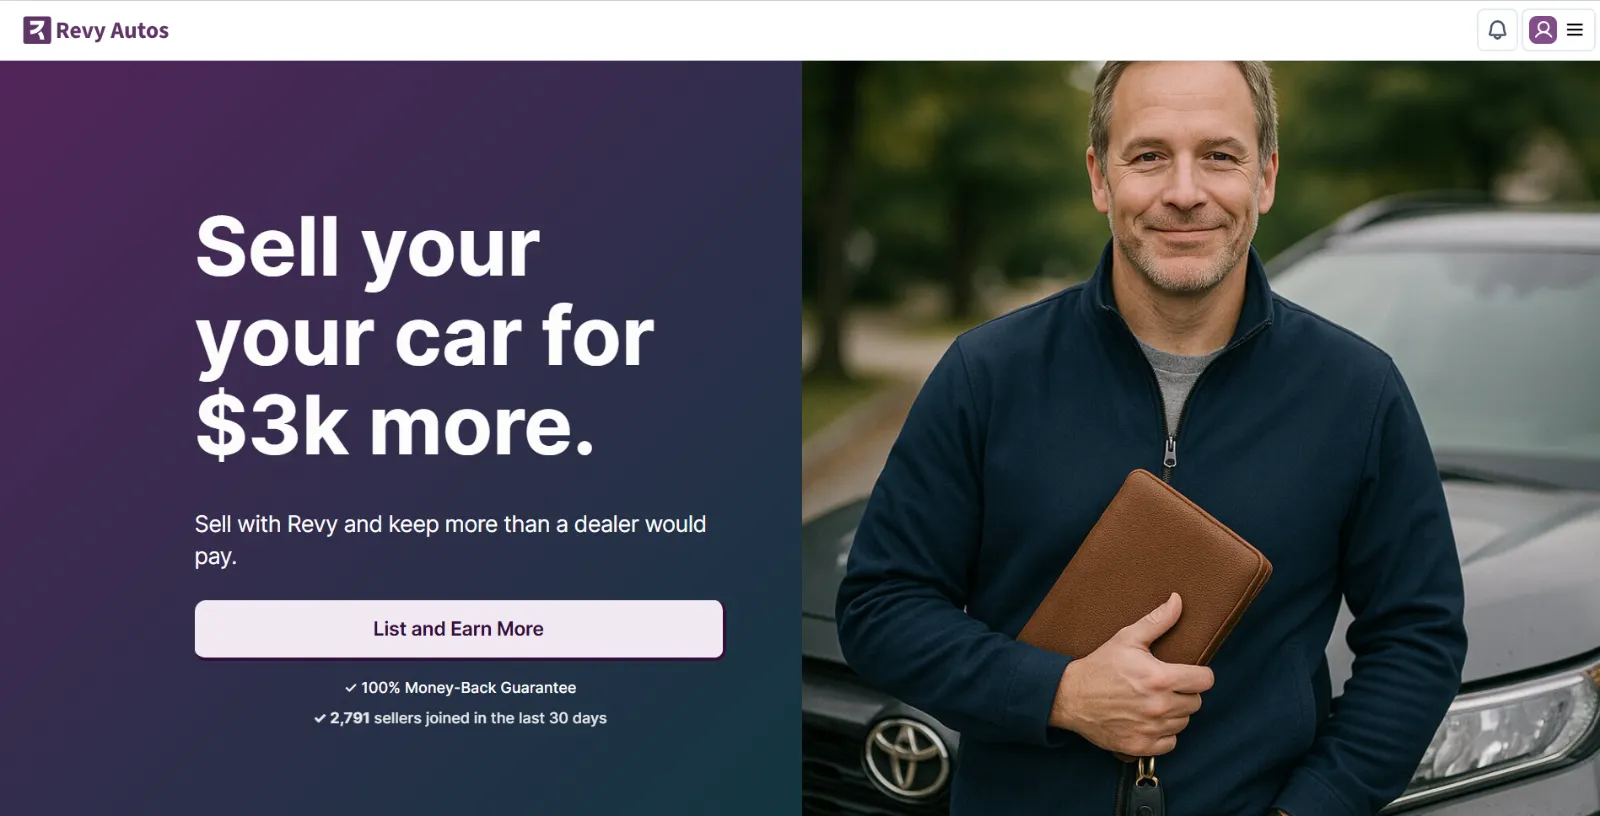 Revy Autos
Sell your
your car for
$3k more.
Sell with Revy and keep more than a dealer would
pay.
List and Earn More
✓ 100% Money-Back Guarantee
✓ 2,791 sellers joined in the last 30 days